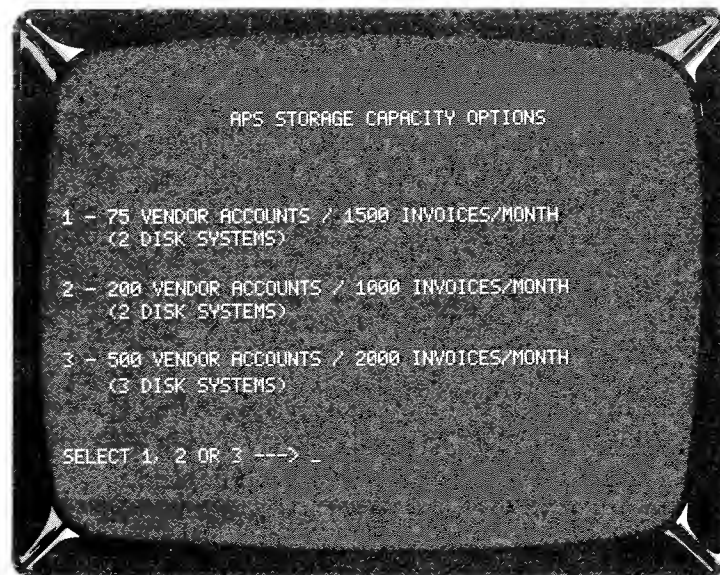 APS STORAGE CAPACITY OPTIONS
1 - 75 VENDOR ACCOUNTS / 1500 INVOICES/MONTH
(2 DISK SYSTEMS)
2 - 200 VENDOR ACCOUNTS / 1000 INVOICES/MONTH
(2 DISK SYSTEMS)
3 - 500 VENDOR ACCOUNTS / 2000 INVOICES/MONTH
(3 DISK SYSTEMS)
SELECT 1, 2 OR 3 ---> _